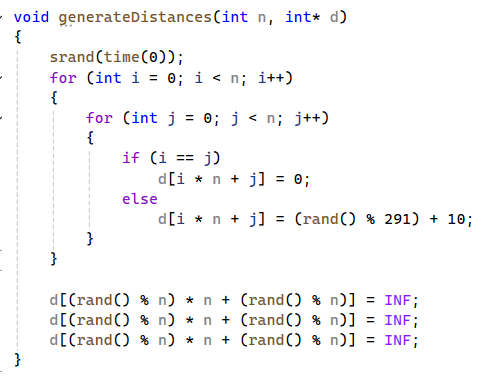 void generateDistances(int n, int* d)
{
    srand(time(0));
    for (int i = 0; i < n; i++)
    {
        for (int j = 0; j < n; j++)
        {
            if (i == j)
                d[i * n + j] = 0;
            else
                d[i * n + j] = (rand() % 291) + 10;
        }
    }

    d[(rand() % n) * n + (rand() % n)] = INF;
    d[(rand() % n) * n + (rand() % n)] = INF;
    d[(rand() % n) * n + (rand() % n)] = INF;
}